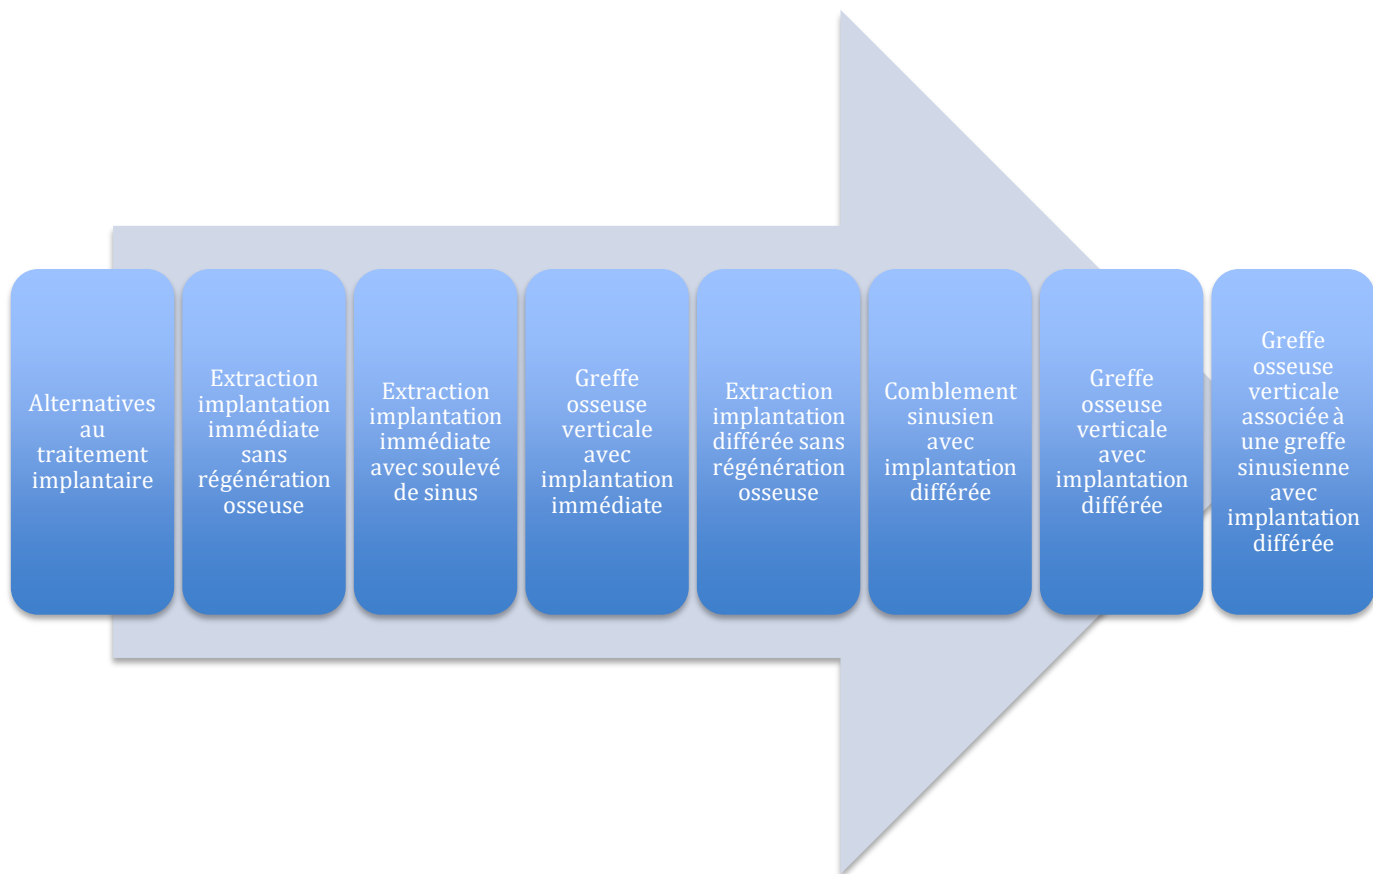 Alternatives
au
traitement
implantaire
Extraction
implantation
immédiate
sans
régénération
osseuse
Extraction
implantation
immédiate
avec soulevé
de sinus
Greffe
osseuse
verticale
avec
implantation
immédiate
Extraction
implantation
différée sans
régénération
osseuse
Comblement
sinusien
avec
implantation
différée
Greffe
osseuse
verticale
avec
implantation
différée
Greffe
osseuse
verticale
associée à
une greffe
sinusienne
avec
implantation
différée